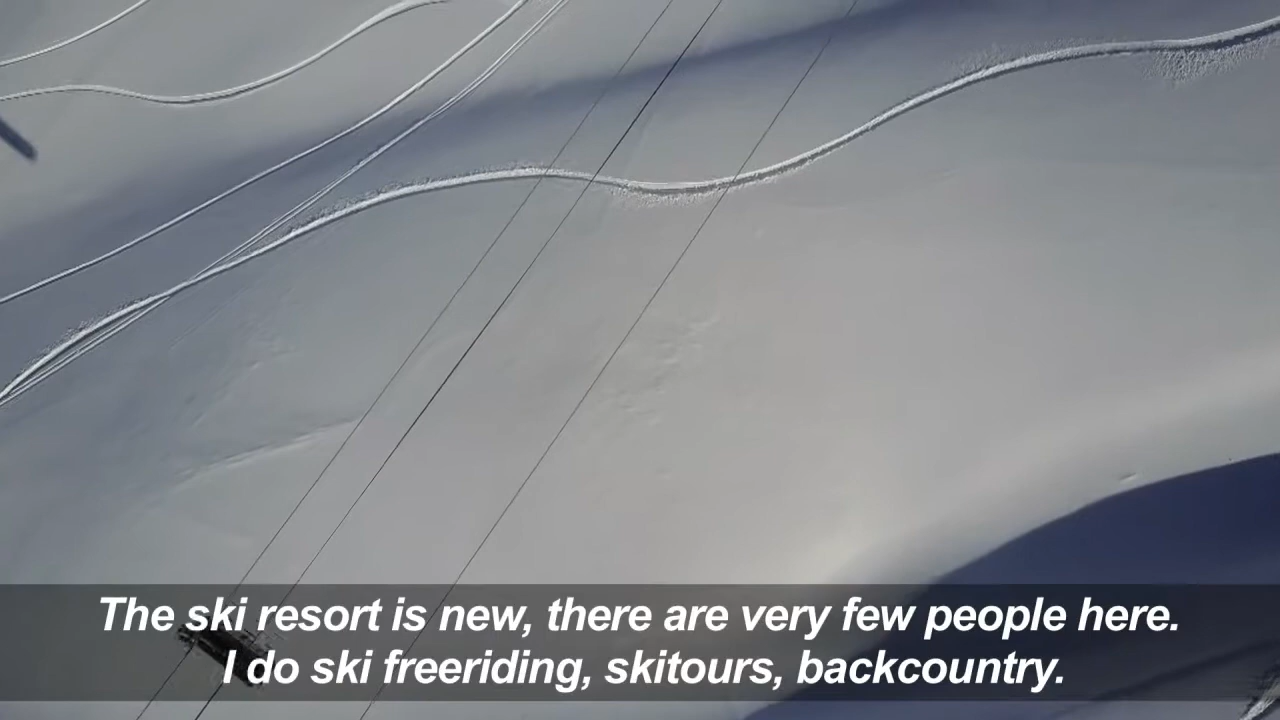 The ski resort is new, there are very few people here.
I do ski freeriding, skitours, backcountry.